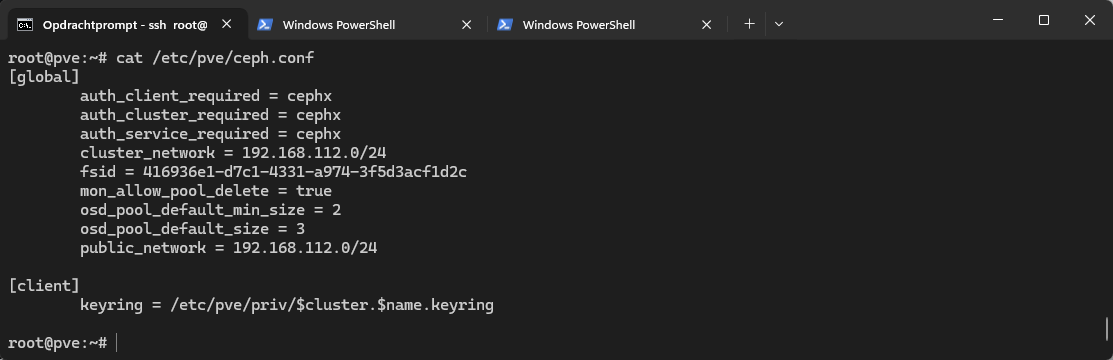 Opdrachtprompt - ssh root@
Windows PowerShell
Windows PowerShell
root@pve:~# cat /etc/pve/ceph.conf
[global]
        auth_client_required = cephx
        auth_cluster_required = cephx
        auth_service_required = cephx
        cluster_network = 192.168.112.0/24
        fsid = 416936e1-d7c1-4331-a974-3f5d3acf1d2c
        mon_allow_pool_delete = true
        osd_pool_default_min_size = 2
        osd_pool_default_size = 3
        public_network = 192.168.112.0/24

[client]
        keyring = /etc/pve/priv/$cluster.$name.keyring

root@pve:~#